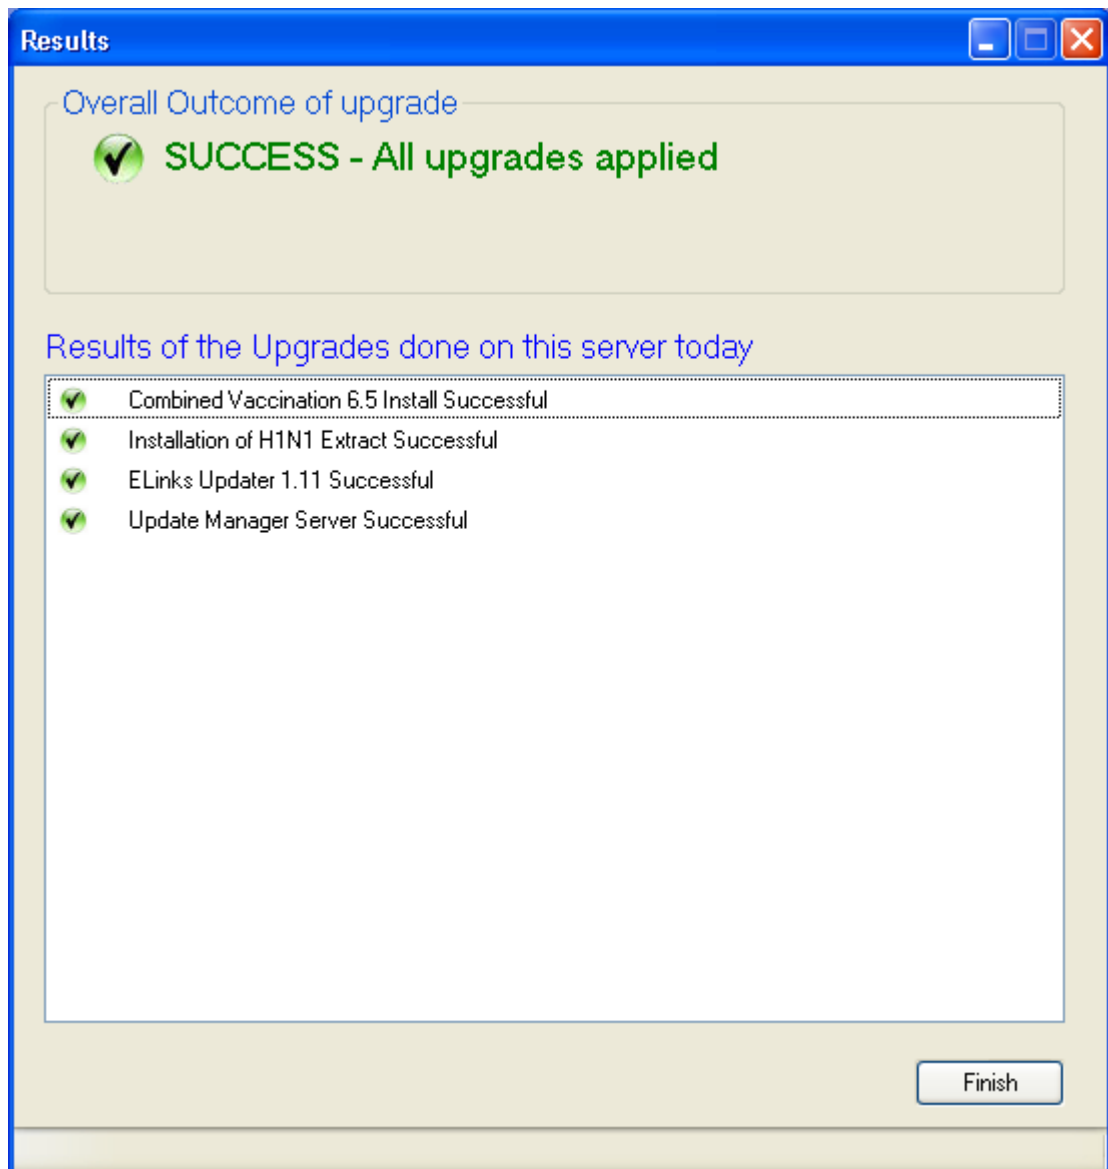 Results
Overall Outcome of upgrade
SUCCESS - All upgrades applied
Results of the Upgrades done on this server today
Combined Vaccination 6.5 Install Successful
Installation of H1N1 Extract Successful
ELinks Updater 1.11 Successful
Update Manager Server Successful
Finish